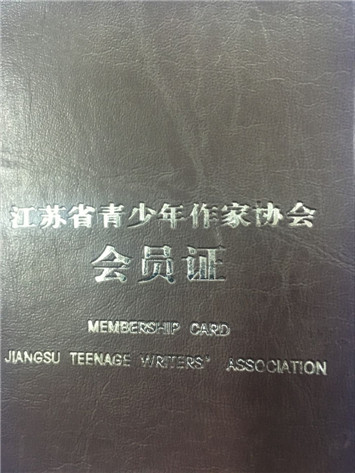 江苏省青少年作家协会
会员证
MEMBERSHIP CARD
JIANGSU TEENAGE WRITERS" ASSOCIATION